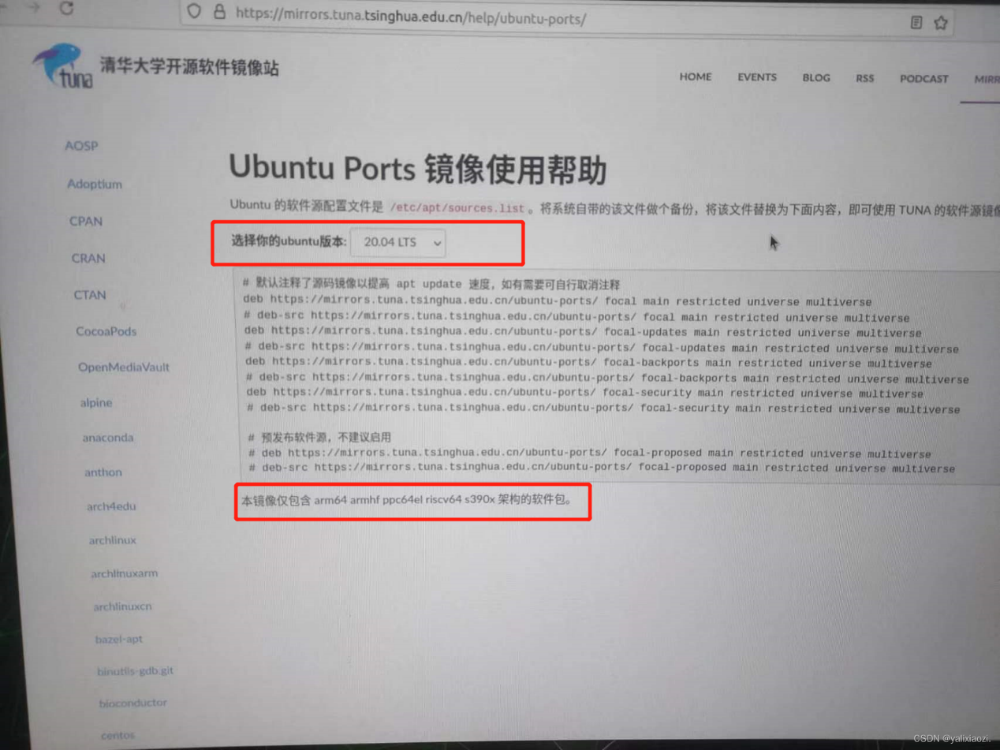 https://mirrors.tuna.tsinghua.edu.cn/help/ubuntu-ports/
tuna
清华大学开源软件镜像站
HOME EVENTS BLOG RSS PODCAST
AOSP
Adoptium
CPAN
CRAN
CTAN
CocoaPods
OpenMediaVault
alpine
anaconda
anthon
arch4edu
archlinux
archlinuxarm
archlinuxcn
bazel-apt
binutils-gdb.git
bioconductor
centos
Ubuntu Ports 镜像使用帮助
Ubuntu 的软件源配置文件是 /etc/apt/sources.list 。将系统自带的该文件做个备份，将该文件替换为下面内容，即可使用 TUNA 的软件源镜像
选择你的ubuntu版本: 20.04 LTS
# 默认注释了源码镜像以提高 apt update 速度，如有需要可自行取消注释
deb https://mirrors.tuna.tsinghua.edu.cn/ubuntu-ports/ focal main restricted universe multiverse
# deb-src https://mirrors.tuna.tsinghua.edu.cn/ubuntu-ports/ focal main restricted universe multiverse
deb https://mirrors.tuna.tsinghua.edu.cn/ubuntu-ports/ focal-updates main restricted universe multiverse
# deb-src https://mirrors.tuna.tsinghua.edu.cn/ubuntu-ports/ focal-updates main restricted universe multiverse
deb https://mirrors.tuna.tsinghua.edu.cn/ubuntu-ports/ focal-backports main restricted universe multiverse
# deb-src https://mirrors.tuna.tsinghua.edu.cn/ubuntu-ports/ focal-backports main restricted universe multiverse
deb https://mirrors.tuna.tsinghua.edu.cn/ubuntu-ports/ focal-security main restricted universe multiverse
# deb-src https://mirrors.tuna.tsinghua.edu.cn/ubuntu-ports/ focal-security main restricted universe multiverse
# 预发布软件源，不建议启用
# deb https://mirrors.tuna.tsinghua.edu.cn/ubuntu-ports/ focal-proposed main restricted universe multiverse
# deb-src https://mirrors.tuna.tsinghua.edu.cn/ubuntu-ports/ focal-proposed main restricted universe multiverse
本镜像仅包含 arm64 armhf ppc64el riscv64 s390x 架构的软件包。
CSDN @yalixiaozi.